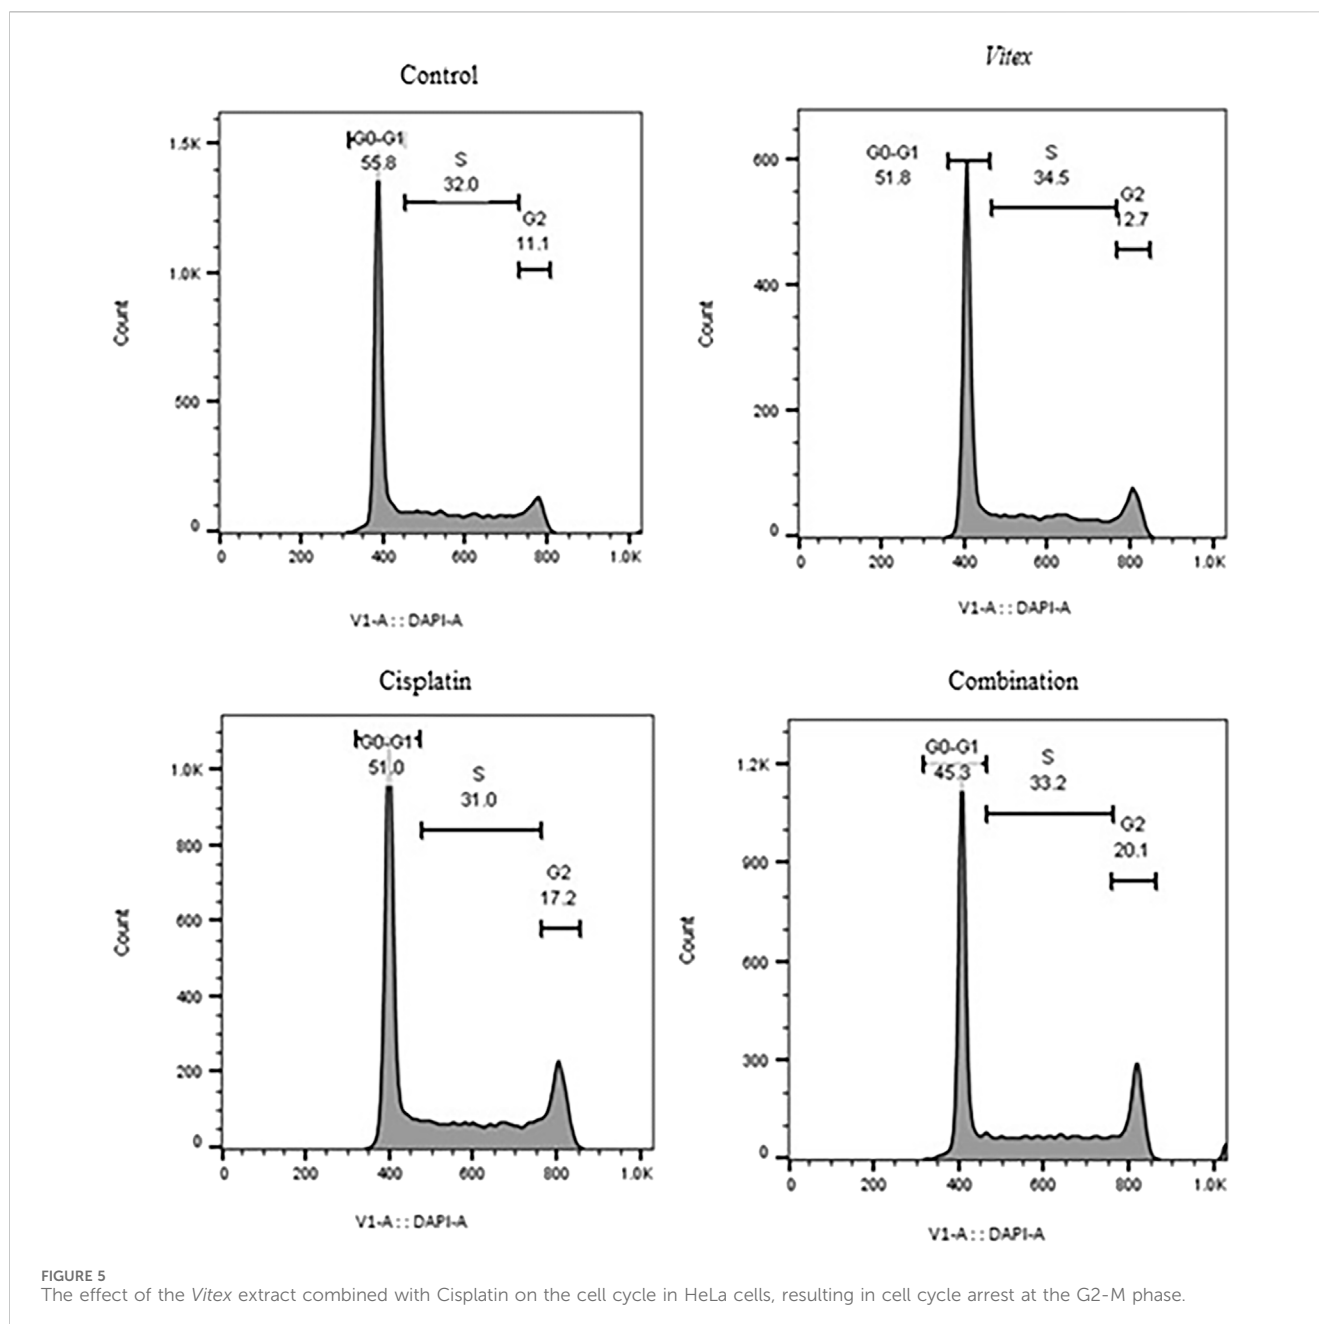 Control
1.5K
1.0K
500
0
G0-G1
55.8
S
32.0
G2
11.1
Count
0 200 400 600 800 1.0K
V1-A :: DAPI-A
Vitex
600
400
200
0
G0-G1
51.8
S
34.5
G2
12.7
Count
0 200 400 600 800 1.0K
V1-A :: DAPI-A
Cisplatin
1.0K
800
600
400
200
0
G0-G1
51.0
S
31.0
G2
17.2
Count
0 200 400 600 800 1.0K
V1-A :: DAPI-A
Combination
1.2K
900
600
300
0
G0-G1
45.3
S
33.2
G2
20.1
Count
0 200 400 600 800 1.0K
V1-A :: DAPI-A
FIGURE 5
The effect of the Vitex extract combined with Cisplatin on the cell cycle in HeLa cells, resulting in cell cycle arrest at the G2-M phase.